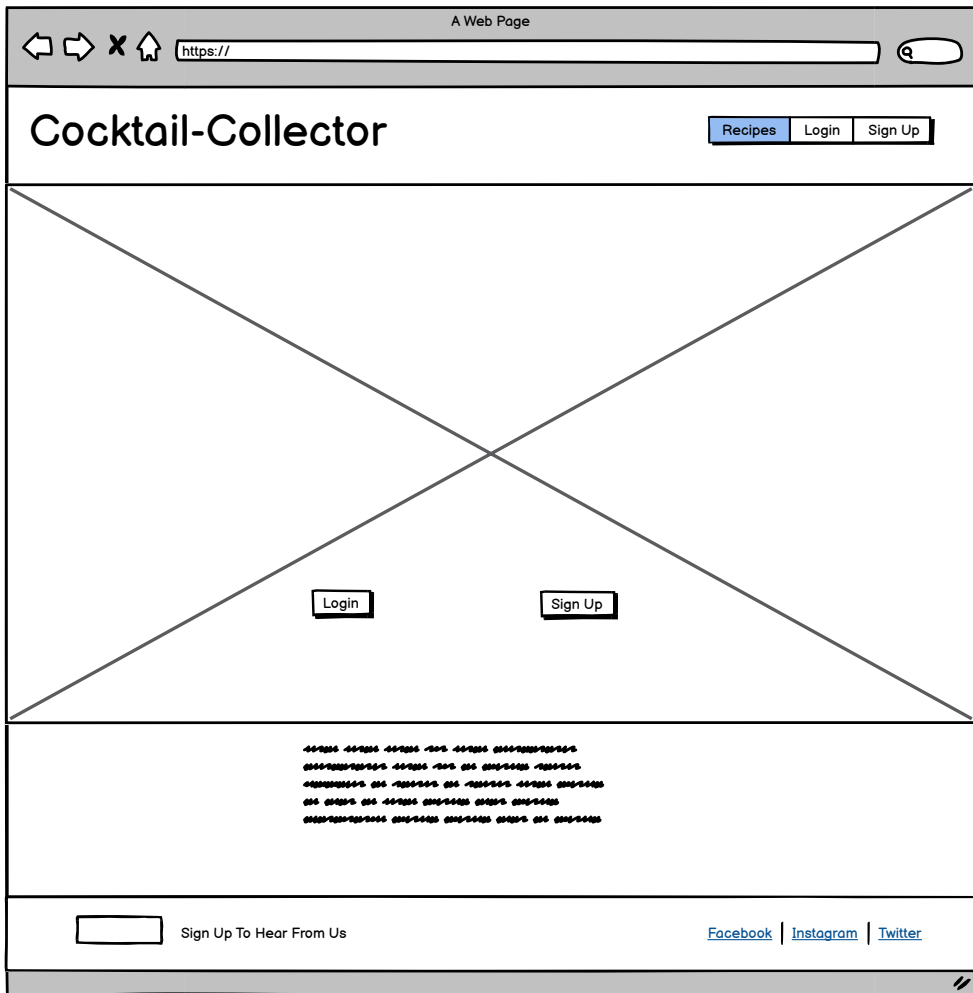 A Web Page
https://
Cocktail-Collector
Recipes Login Sign Up
Login Sign Up
Sign Up To Hear From Us Facebook Instagram Twitter